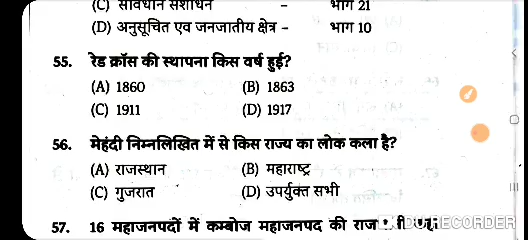 (C) संविधान संशोधन – भाग 21
(D) अनुसूचित एवं जनजातीय क्षेत्र – भाग 10
55. रेड क्रॉस की स्थापना किस वर्ष हुई?
(A) 1860 (B) 1863
(C) 1911 (D) 1917
56. मेहंदी निम्नलिखित में से किस राज्य का लोक कला है?
(A) राजस्थान (B) महाराष्ट्र
(C) गुजरात (D) उपर्युक्त सभी
57. 16 महाजनपदों में कम्बोज महाजनपद की
RECORDER